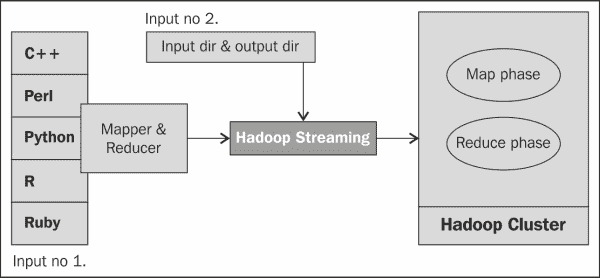 Input no 2.
Input dir & output dir
C++
Perl
Python
R
Ruby
Mapper &
Reducer
Hadoop Streaming
Map phase
Reduce phase
Hadoop Cluster
Input no 1.